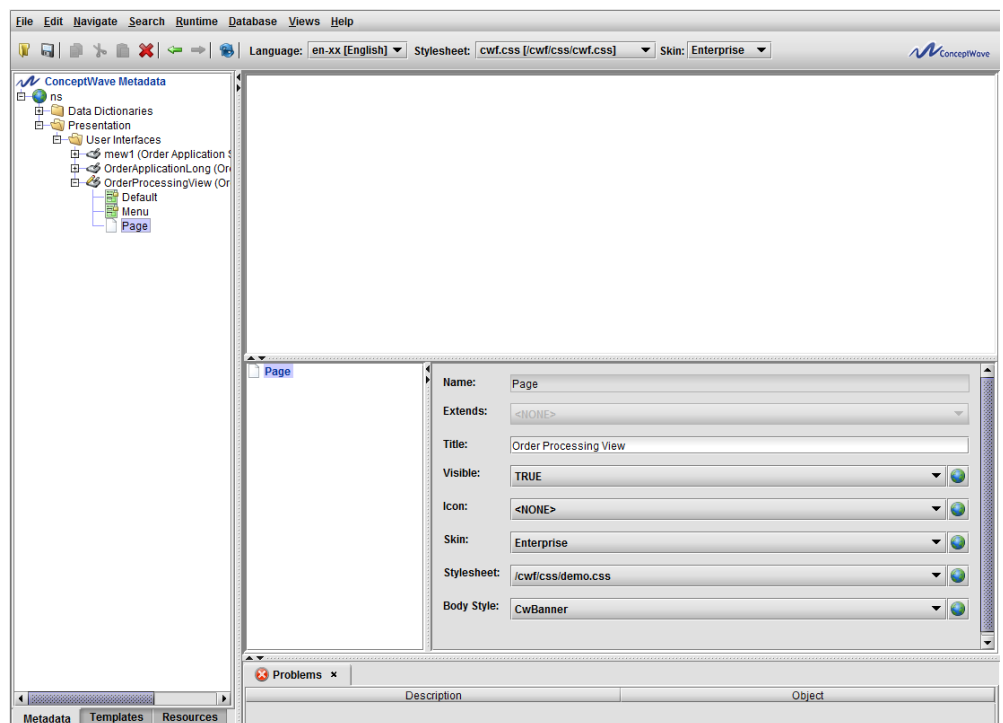 File Edit Navigate Search Runtime Database Views Help
Language: en-xx [English] Stylesheet: cwf.css [/cwf/css/cwf.css] Skin: Enterprise ConceptWave
ConceptWave Metadata
ns
Data Dictionaries
Presentation
User Interfaces
mew1 (Order Application S
OrderApplicationLong (Ord
OrderProcessingView (Or
Default
Menu
Page
Page
Name: Page
Extends: <NONE>
Title: Order Processing View
Visible: TRUE
Icon: <NONE>
Skin: Enterprise
Stylesheet: /cwf/css/demo.css
Body Style: CwBanner
Problems
Description Object
Metadata Templates Resources